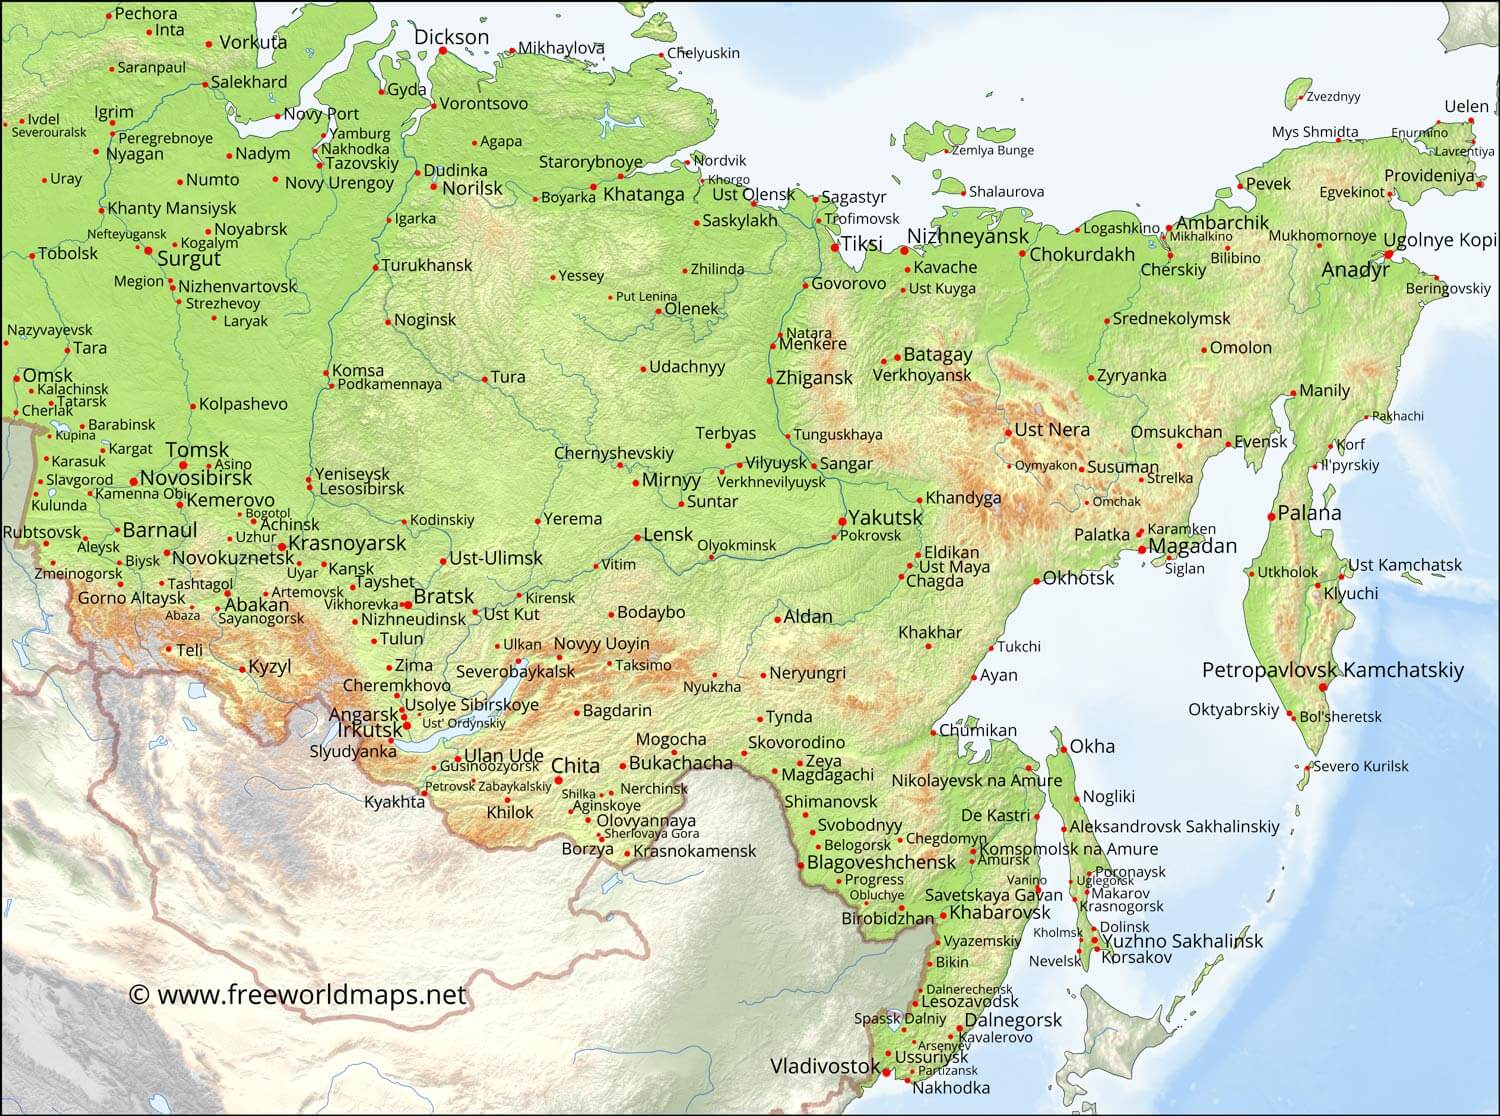 Pechora
Inta
Vorkuta
Dickson
Mikhaylova
Chelyuskin
Saranpaul
Salekhard
Gyda
Vorontsovo
Zvezdnyy
Uelen
Ivdel
Severouralsk
Igrim
Novy Port
Peregrebnoye
Yamburg
Nakhodka
Tazovskiy
Agapa
Mys Shmidta
Enurmino
Lavrentiya
Zemlya Bunge
Nyagan
Nadym
Starorybnoye
Nordvik
Khorgo
Uray
Numto
Novy Urengoy
Dudinka
Norilsk
Boyarka
Khatanga
Ust Olensk
Sagastyr
Shalaurova
Pevek
Provideniya
Egvekinot
Khanty Mansiysk
Igarka
Saskylakh
Trofimovsk
Logashkino
Ambarchik
Mikhalkino
Nefteyugansk
Noyabrsk
Kogalym
Tobolsk
Surgut
Turukhansk
Tiksi
Nizhneyansk
Chokurdakh
Cherskiy
Bilibino
Mukhomornoye
Ugolnye Kopi
Anadyr
Megion
Nizhenvartovsk
Strezhevoy
Yessey
Zhilinda
Kavache
Ust Kuyga
Govorovo
Beringovskiy
Laryak
Put Lenina
Olenek
Nazyvayevsk
Noginsk
Natara
Menkere
Srednekolymsk
Tara
Omolon
Batagay
Verkhoyansk
Omsk
Kalachinsk
Tatarsk
Cherlak
Komsa
Podkamennaya
Tura
Udachnyy
Zhigansk
Zyryanka
Manily
Kolpashevo
Pakhachi
Barabinsk
Kupina
Terbyas
Tunguskhaya
Ust Nera
Omsukchan
Evensk
Korf
Il'pyrskiy
Kargat
Tomsk
Asino
Karasuk
Chernyshevskiy
Vilyuysk
Verkhnevilyuysk
Sangar
Oymyakon
Susuman
Strelka
Slavgorod
Novosibirsk
Yeniseysk
Lesosibirsk
Mirnyy
Suntar
Khandyga
Omchak
Kamenna Obi
Kulunda
Kemerovo
Bogotol
Achinsk
Kodinskiy
Yerema
Yakutsk
Pokrovsk
Palatka
Karamken
Magadan
Siglan
Palana
Rubtsovsk
Barnaul
Aleysk
Uzhur
Krasnoyarsk
Lensk
Olyokminsk
Novokuznetsk
Biysk
Zmeinogorsk
Uyar
Kansk
Ust-Ulimsk
Vitim
Eldikan
Ust Maya
Chagda
Okhotsk
Utkholok
Ust Kamchatsk
Klyuchi
Tashtagol
Tayshet
Gorno Altaysk
Artemovsk
Abakan
Abaza
Sayanogorsk
Vikhorevka
Bratsk
Nizhneudinsk
Kirensk
Ust Kut
Bodaybo
Aldan
Khakhar
Tulun
Teli
Ulkan
Novyy Uoyin
Taksimo
Tukchi
Kyzyl
Zima
Severobaykalsk
Nyukzha
Neryungri
Ayan
Petropavlovsk Kamchatskiy
Cheremkhovo
Usolye Sibirskoye
Angarsk
Ust' Ordynskiy
Irkutsk
Bagdarin
Tynda
Oktyabrskiy
Bol'sheretsk
Slyudyanka
Ulan Ude
Gusinoozyorsk
Mogocha
Skovorodino
Chumikan
Okha
Chita
Bukachacha
Zeya
Magdagachi
Nikolayevsk na Amure
Severo Kurilsk
Kyakhta
Petrovsk Zabaykalskiy
Shilka
Nerchinsk
Khilok
Aginskoye
Shimanovsk
Nogliki
Olovyannaya
Sherlovaya Gora
Svobodnyy
De Kastri
Aleksandrovsk Sakhalinskiy
Borzya
Krasnokamensk
Belogorsk
Chegdomyn
Komspmolsk na Amure
Amursk
Blagoveshchensk
Progress
Obluchye
Vanino
Savetskaya Gavan
Uglegorsk
Poronaysk
Makarov
Krasnogorsk
Birobidzhan
Khabarovsk
Kholmsk
Dolinsk
Yuzhno Sakhalinsk
Nevelsk
Korsakov
Vyazemskiy
Bikin
© www.freeworldmaps.net
Dalnerechensk
Lesozavodsk
Spassk Dalniy
Dalnegorsk
Kavalerovo
Arsenyev
Ussuriysk
Vladivostok
Partizansk
Nakhodka